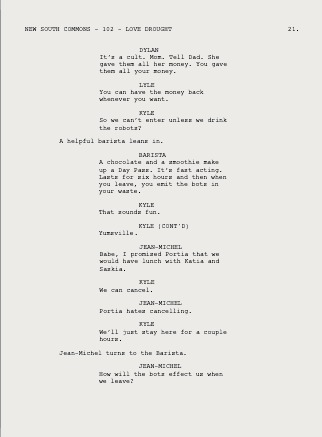 NEW SOUTH COMMONS - 102 - LOVE DROUGHT 21.
DYLAN
It's a cult. Mom. Tell Dad. She
gave them all her money. You gave
them all your money.
LYLE
You can have the money back
whenever you want.
KYLE
So we can't enter unless we drink
the robots?
A helpful barista leans in.
BARISTA
A chocolate and a smoothie make
up a Day Pass. It's fast acting.
Lasts for six hours and then when
you leave, you emit the bots in
your waste.
KYLE
That sounds fun.
KYLE (CONT'D)
Yumsville.
JEAN-MICHEL
Babe, I promised Portia that we
would have lunch with Katia and
Saskia.
KYLE
We can cancel.
JEAN-MICHEL
Portia hates cancelling.
KYLE
We'll just stay here for a couple
hours.
Jean-Michel turns to the Barista.
JEAN-MICHEL
How will the bots effect us when
we leave?